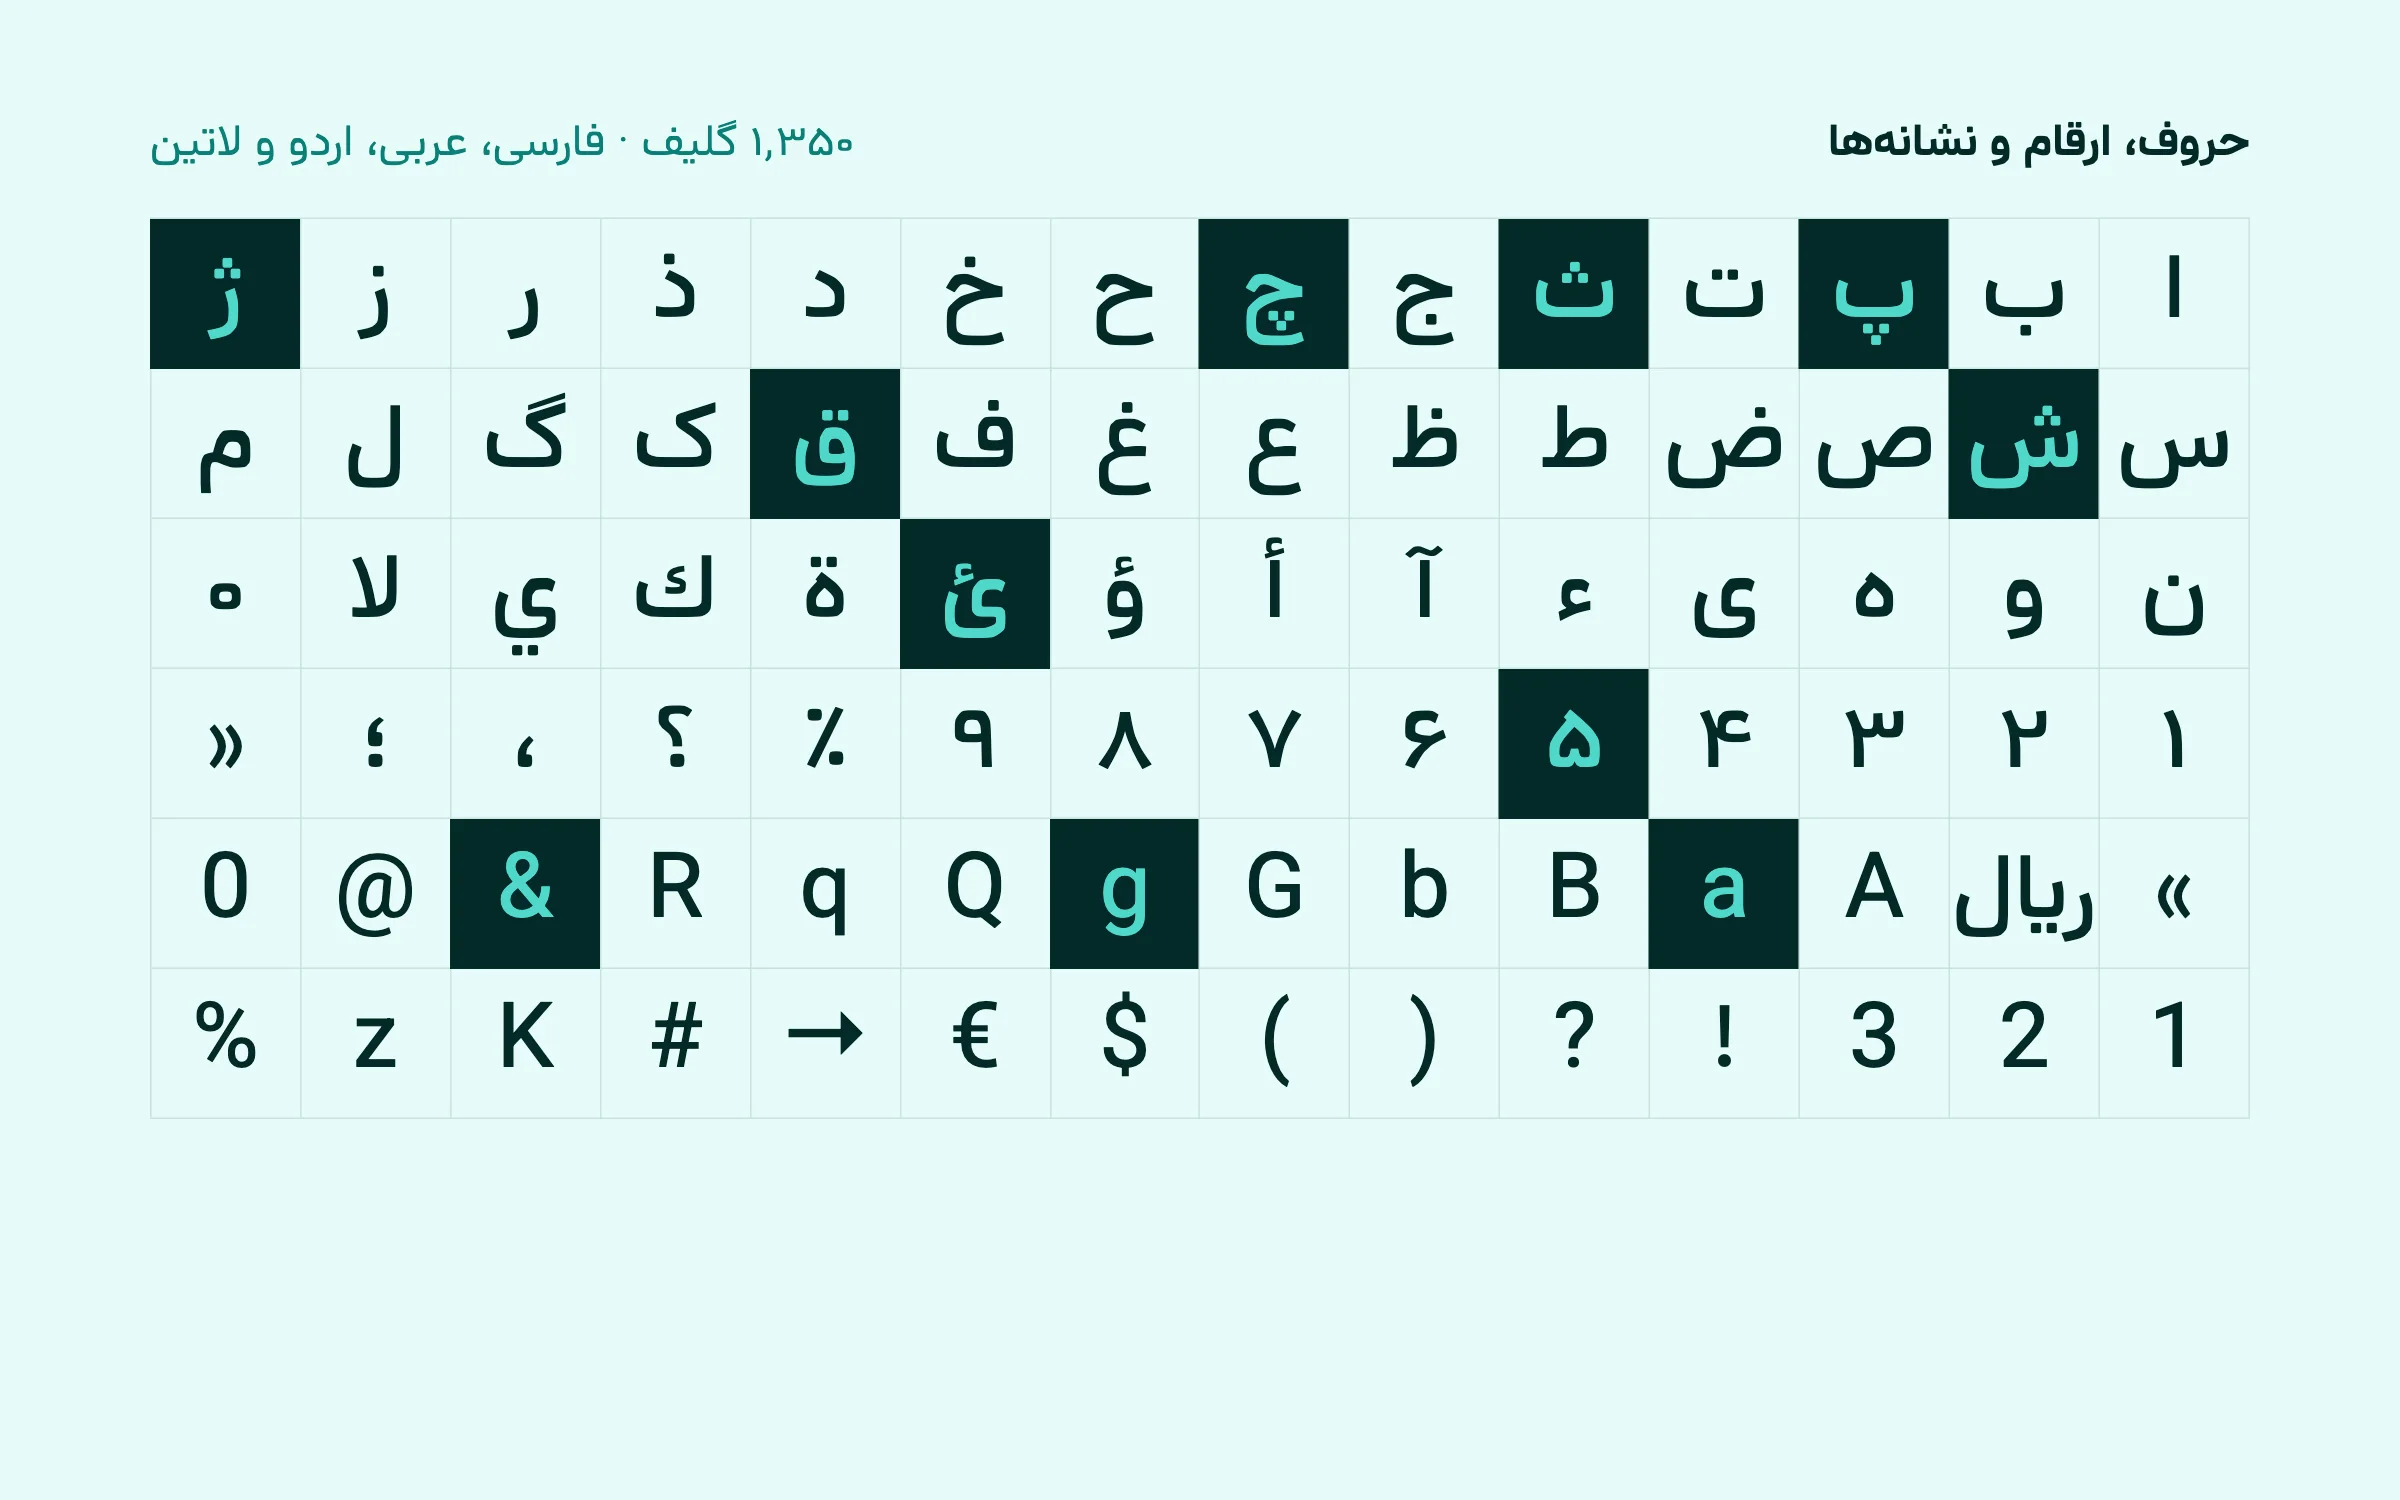 حروف، ارقام و نشانه‌ها
۱,۳۵۰ گلیف · فارسی، عربی، اردو و لاتین
ا ب پ ت ث ج چ ح خ د ذ ر ز ژ
س ش ص ض ط ظ ع غ ف ق ک گ ل م
ن و ه ی ء آ أ ؤ ئ ة ك ي لا ۰
۱ ۲ ۳ ۴ ۵ ۶ ۷ ۸ ۹ ٪ ؟ ، ؛ «
» ریال A a B b G g Q q R & @ 0
1 2 3 ! ? ( ) $ € → # K z %